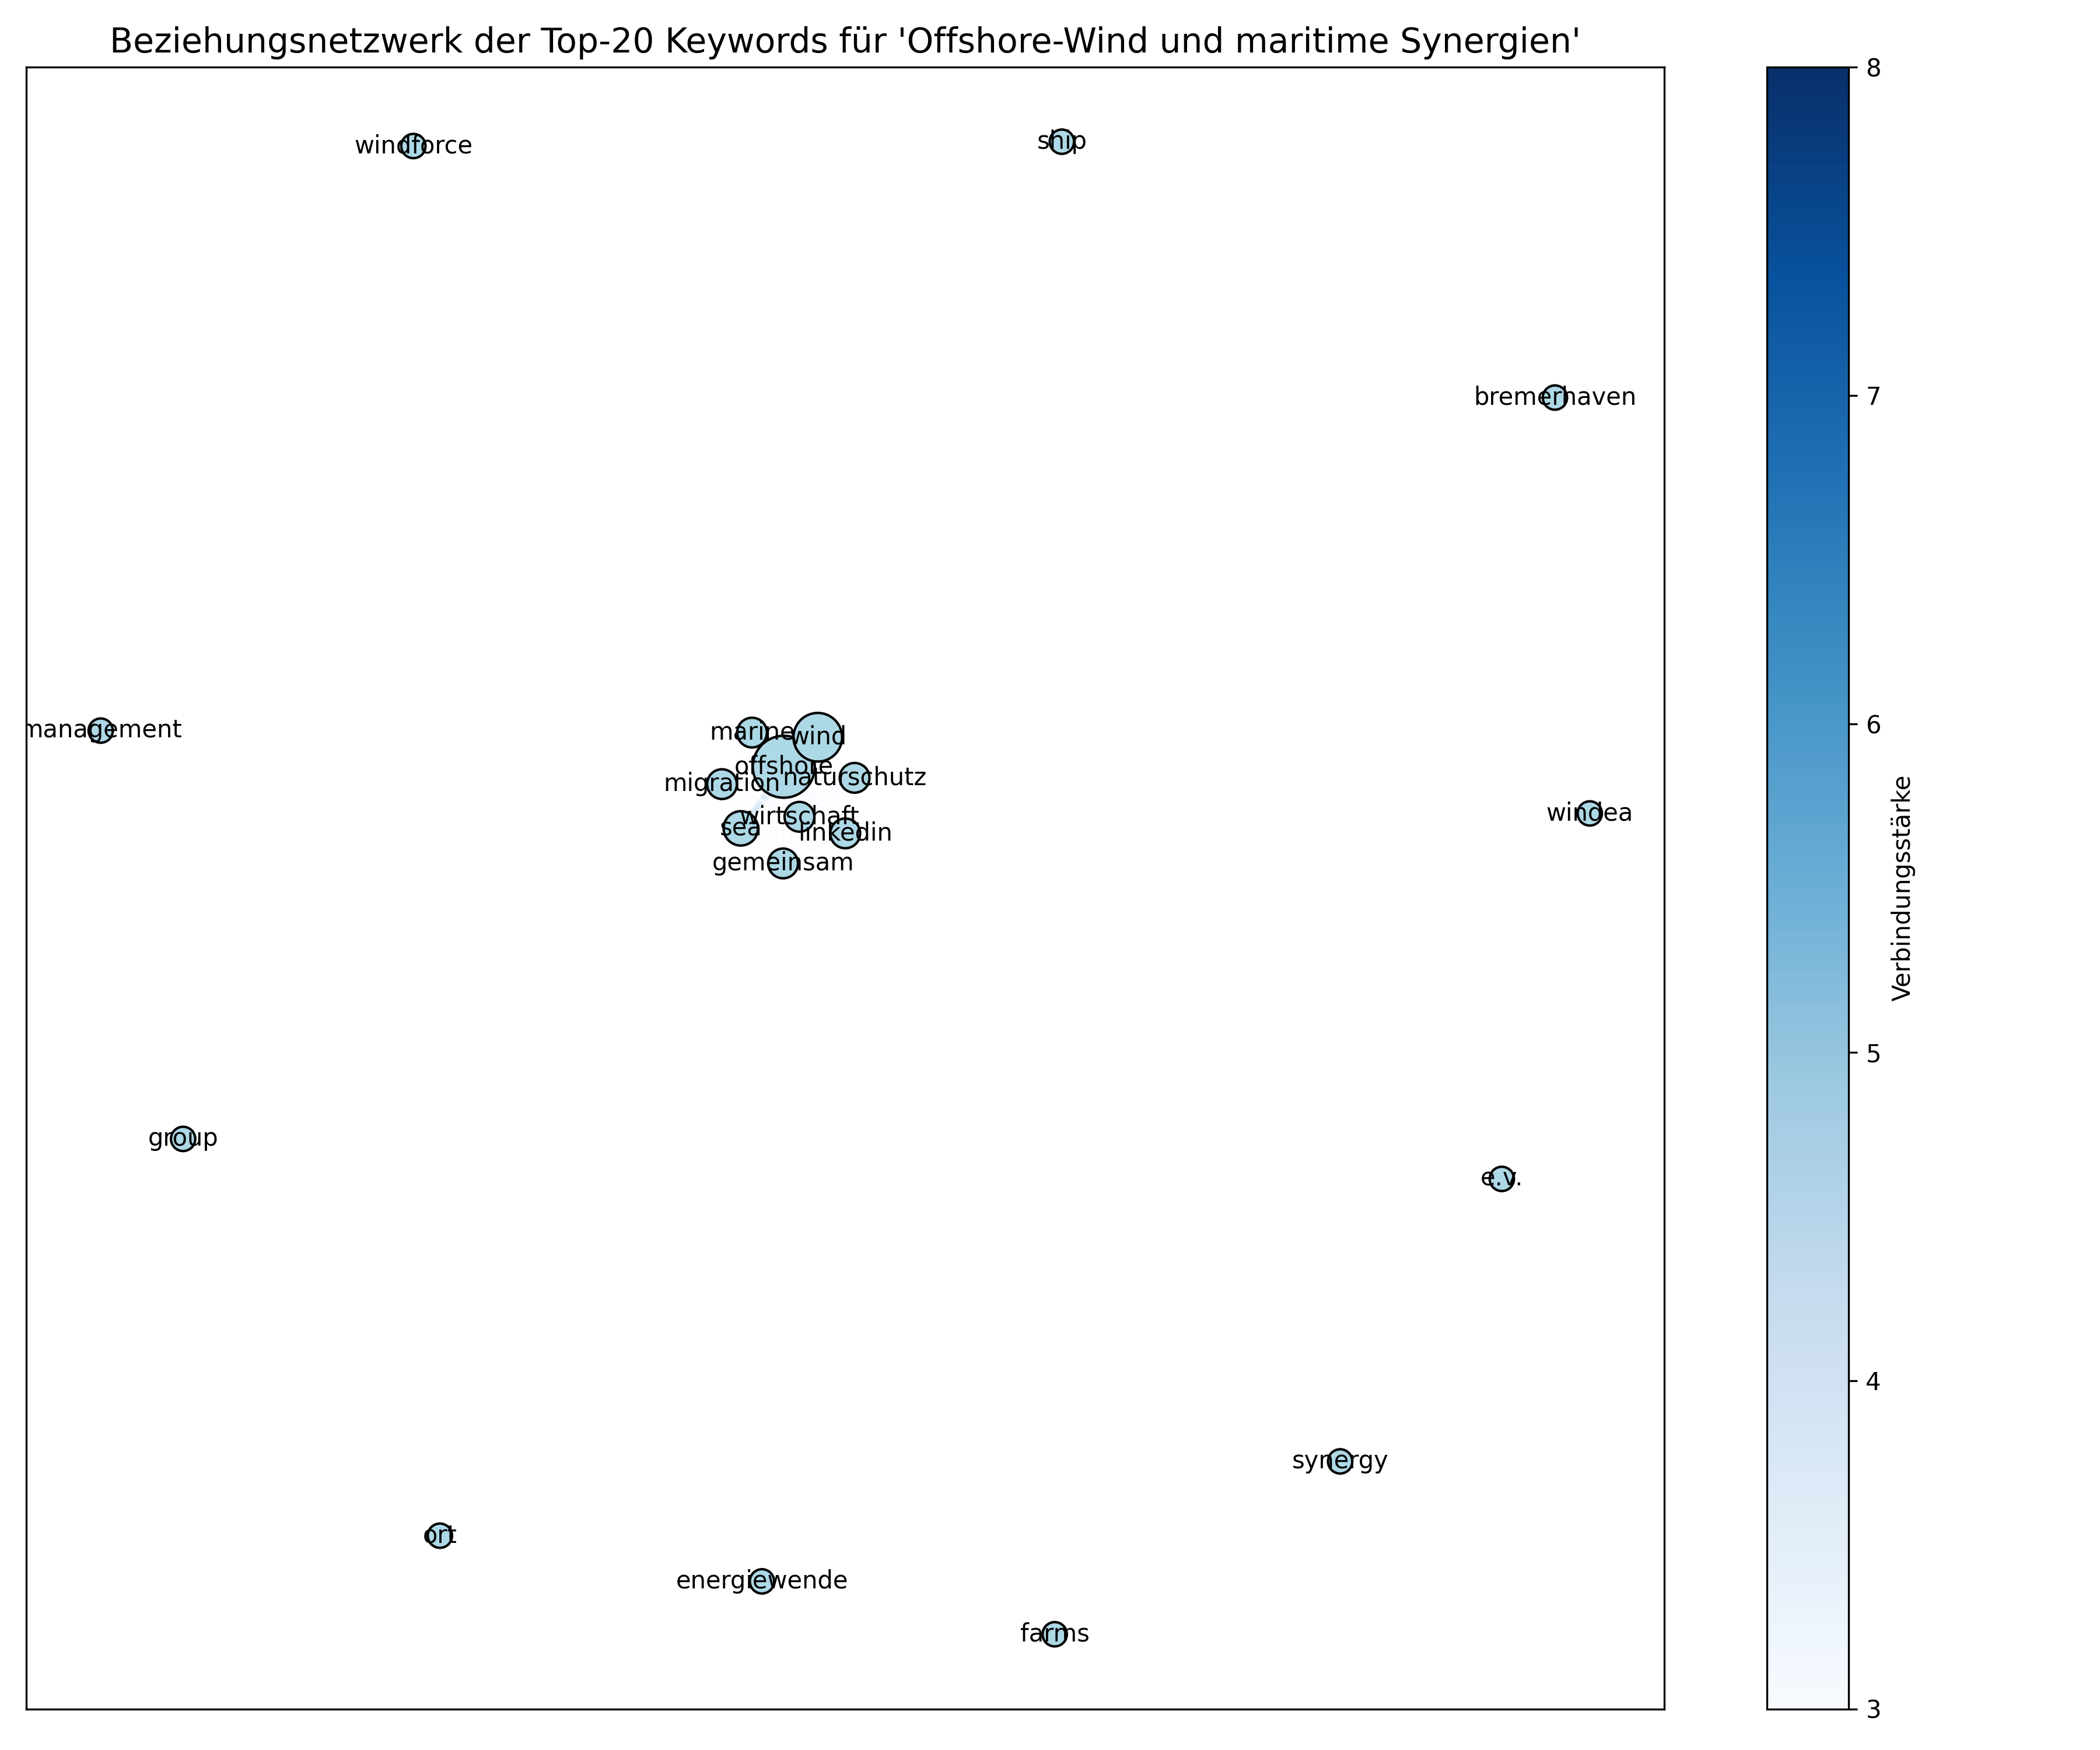 Beziehungsnetzwerk der Top-20 Keywords für 'Offshore-Wind und maritime Synergien'
windforce
ship
bremerhaven
management
marine
wind
offshore
naturschutz
migration
windea
wirtschaft
sea
linkedin
gemeinsam
group
e.v.
synergy
ort
energiewende
farms
8
7
6
5
4
3
Verbindungsstärke